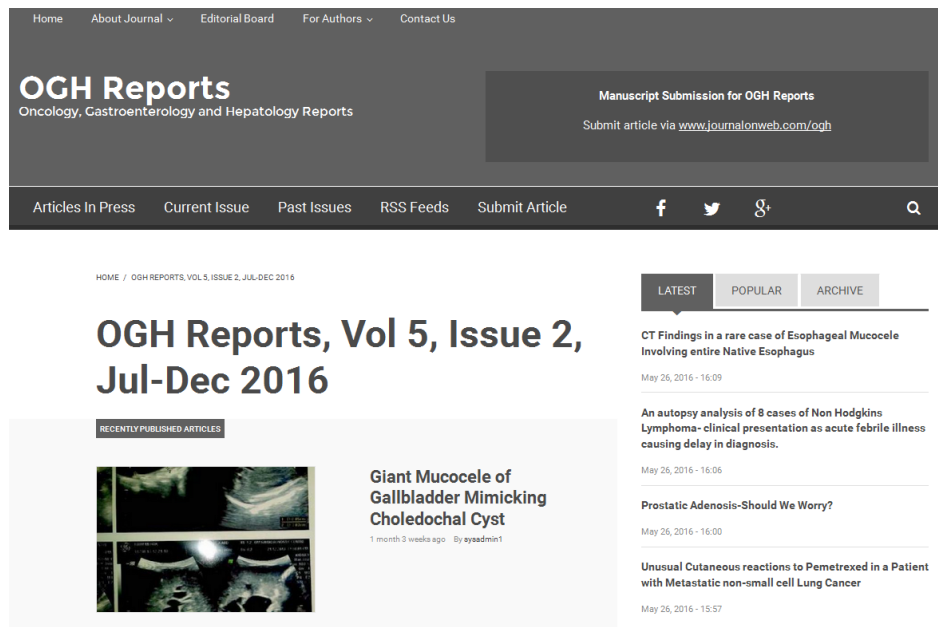 Home About Journal Editorial Board For Authors Contact Us
OGH Reports
Oncology, Gastroenterology and Hepatology Reports
Manuscript Submission for OGH Reports
Submit article via www.journalonweb.com/ogh
Articles In Press Current Issue Past Issues RSS Feeds Submit Article
HOME / OGH REPORTS, VOL 5, ISSUE 2, JUL-DEC 2016
OGH Reports, Vol 5, Issue 2,
Jul-Dec 2016
RECENTLY PUBLISHED ARTICLES
Giant Mucocele of
Gallbladder Mimicking
Choledochal Cyst
1 month 3 weeks ago By sysadmin1
LATEST POPULAR ARCHIVE
CT Findings in a rare case of Esophageal Mucocele
Involving entire Native Esophagus
May 26, 2016 - 16:09
An autopsy analysis of 8 cases of Non Hodgkins
Lymphoma- clinical presentation as acute febrile illness
causing delay in diagnosis.
May 26, 2016 - 16:06
Prostatic Adenosis-Should We Worry?
May 26, 2016 - 16:00
Unusual Cutaneous reactions to Pemetrexed in a Patient
with Metastatic non-small cell Lung Cancer
May 26, 2016 - 15:57